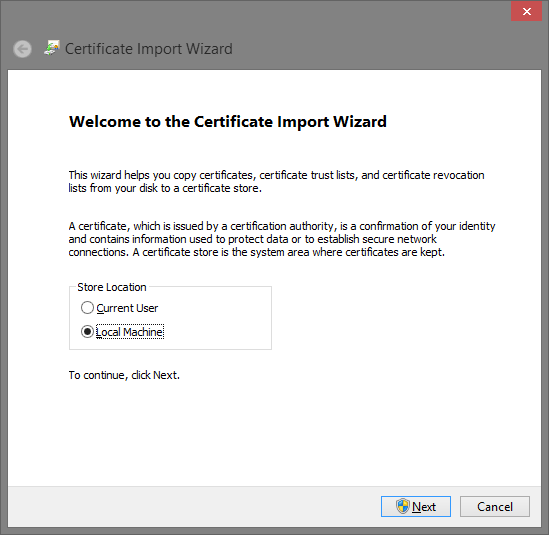 Certificate Import Wizard
Welcome to the Certificate Import Wizard
This wizard helps you copy certificates, certificate trust lists, and certificate revocation
lists from your disk to a certificate store.
A certificate, which is issued by a certification authority, is a confirmation of your identity
and contains information used to protect data or to establish secure network
connections. A certificate store is the system area where certificates are kept.
Store Location
Current User
Local Machine
To continue, click Next.
Next
Cancel